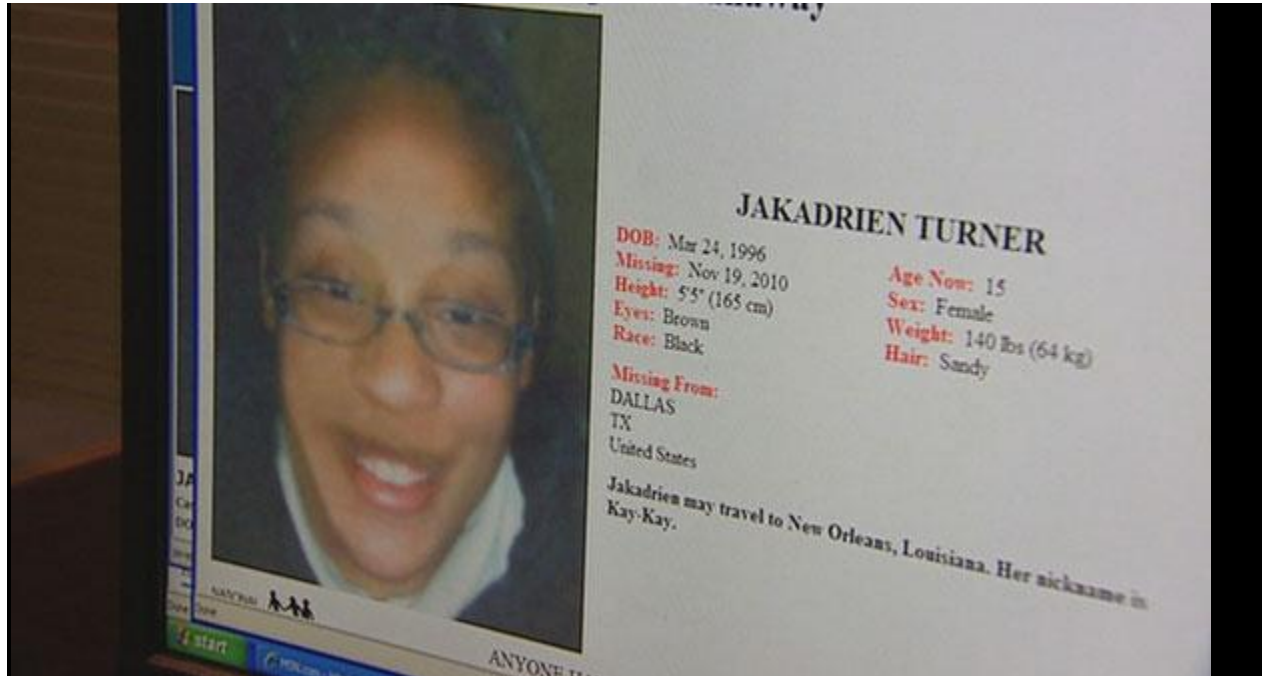 JAKADRIEN TURNER
DOB: Mar 24, 1996
Missing: Nov 19, 2010
Height: 5'5" (165 cm)
Eyes: Brown
Race: Black
Age Now: 15
Sex: Female
Weight: 140 lbs (64 kg)
Hair: Sandy
Missing From:
DALLAS
TX
United States
Jakadrien may travel to New Orleans, Louisiana. Her nickname is
Kay-Kay.
ANYONE
JA
Done
start